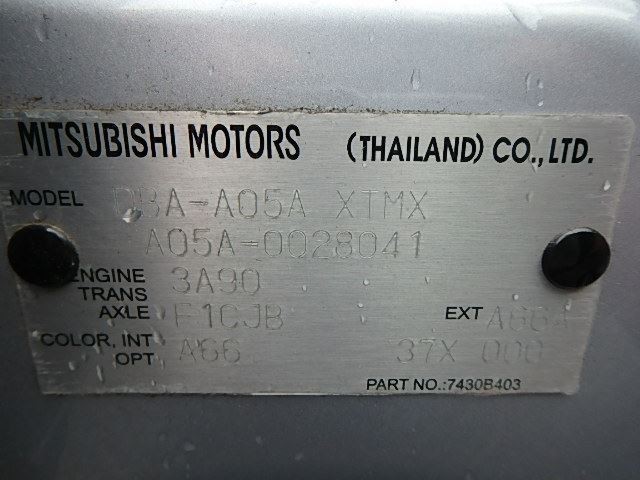 MITSUBISHI MOTORS (THAILAND) CO., LTD.
MODEL DBA-A05A XTMX
A05A-0028041
ENGINE 3A90
TRANS
AXLE F1CJB EXT A66A
COLOR, INT A66 37X 000
OPT
PART NO.:7430B403